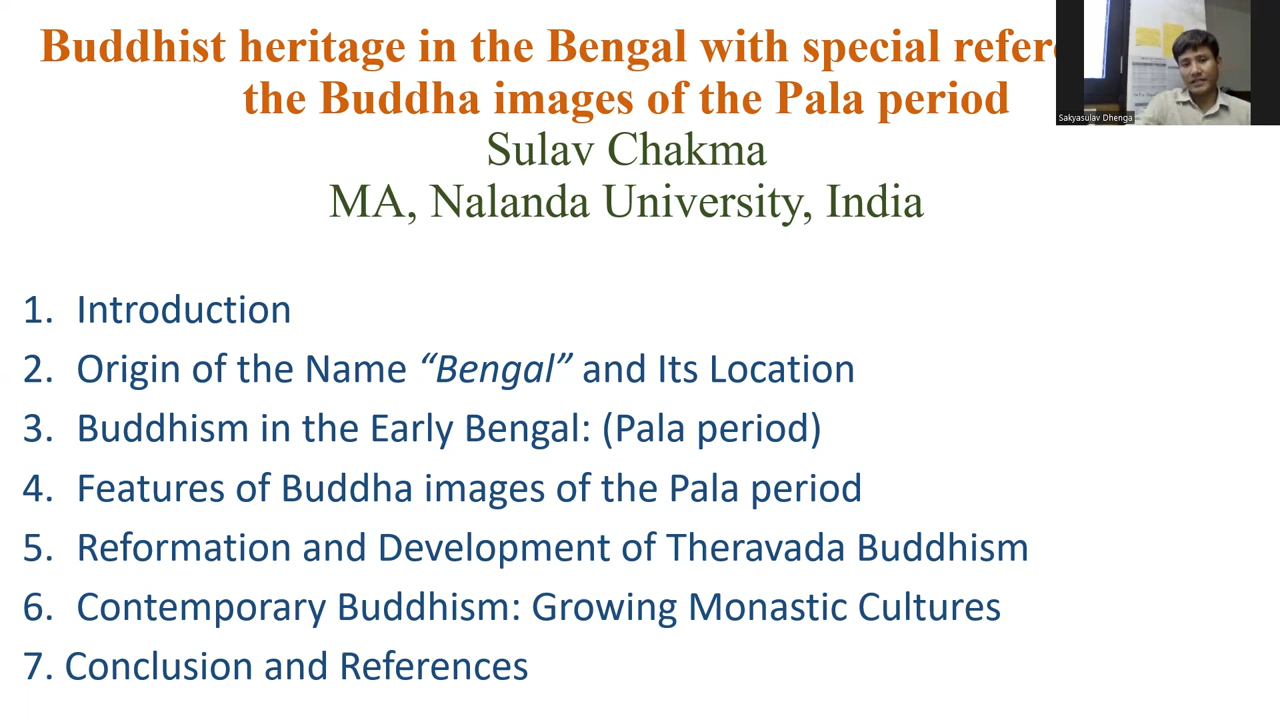 Buddhist heritage in the Bengal with special refere
the Buddha images of the Pala period
Sulav Chakma
MA, Nalanda University, India
Sakyasulav Dhenga
1. Introduction
2. Origin of the Name “Bengal” and Its Location
3. Buddhism in the Early Bengal: (Pala period)
4. Features of Buddha images of the Pala period
5. Reformation and Development of Theravada Buddhism
6. Contemporary Buddhism: Growing Monastic Cultures
7. Conclusion and References